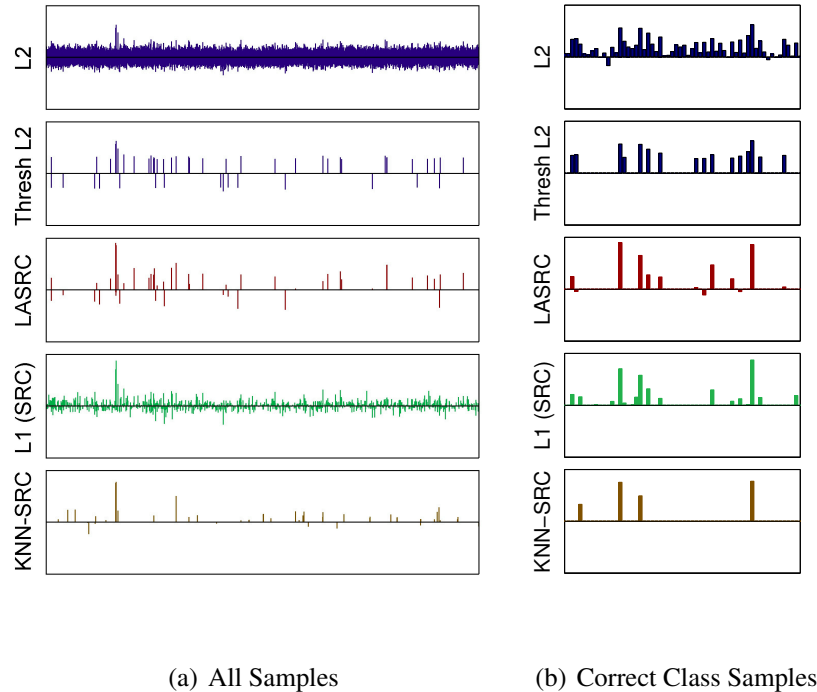 L2
Thresh L2
LASRC
L1 (SRC)
KNN-SRC
(a) All Samples
L2
Thresh L2
LASRC
L1 (SRC)
KNN−SRC
(b) Correct Class Samples